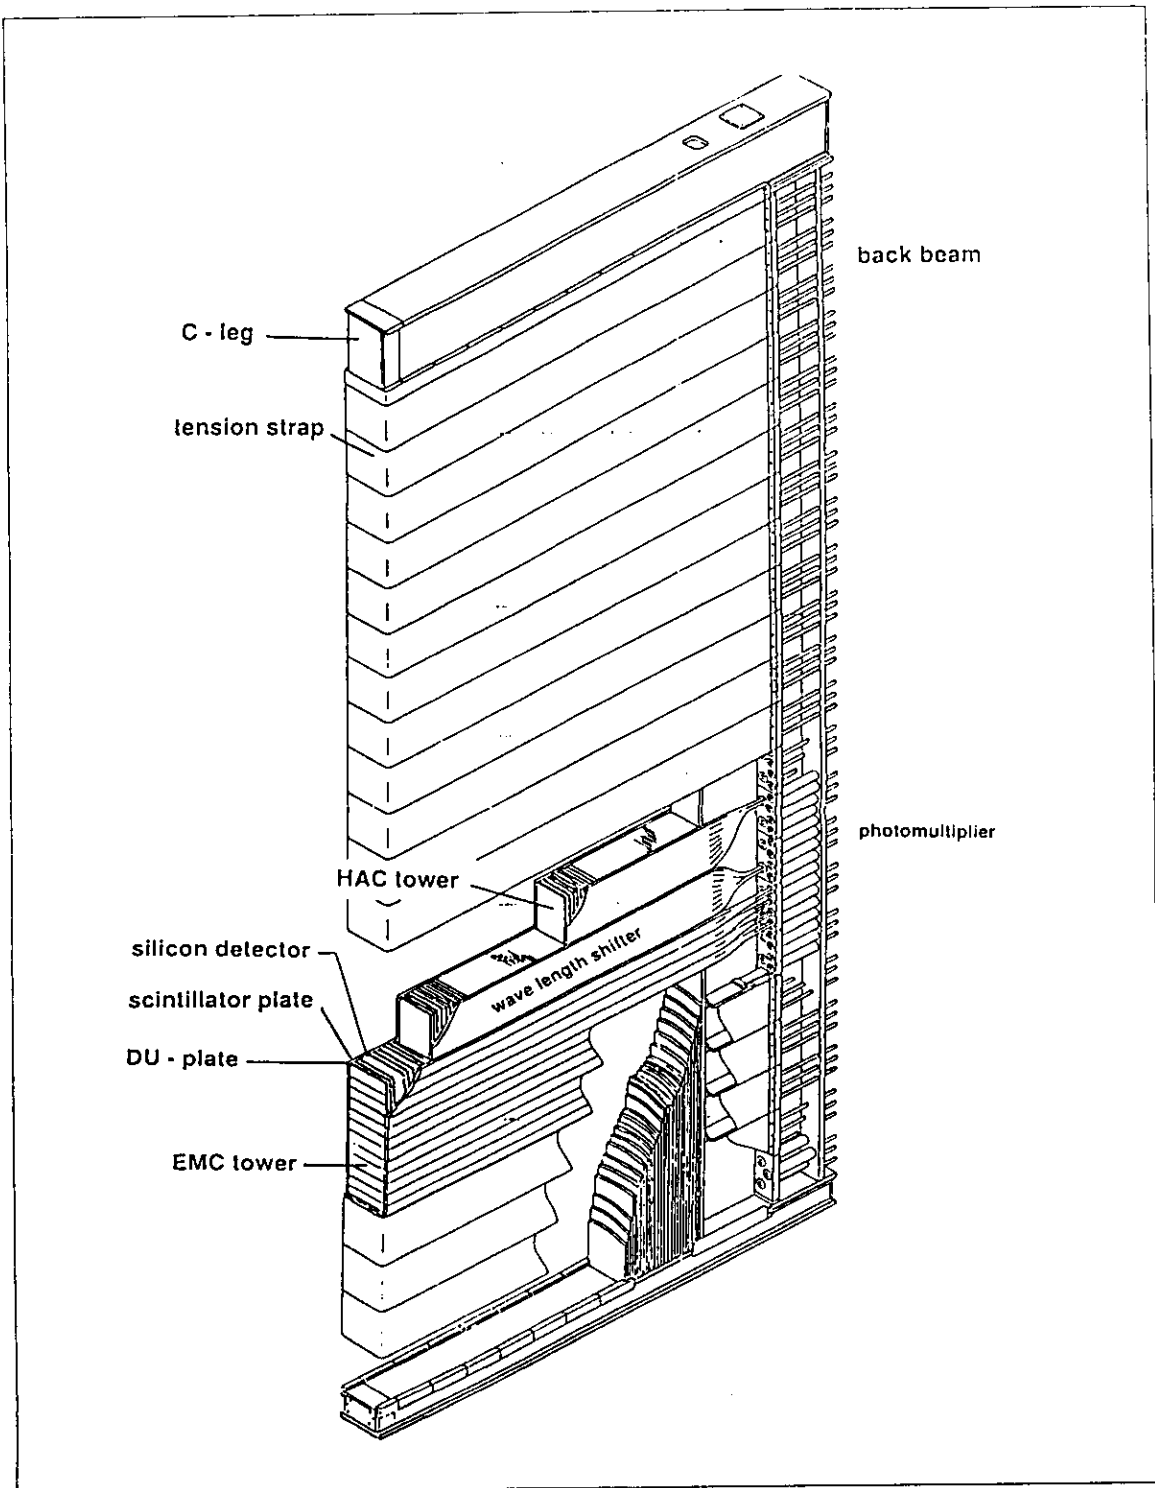 back beam
C - leg
tension strap
photomultiplier
HAC tower
silicon detector
wave length shifter
scintillator plate
DU - plate
EMC tower